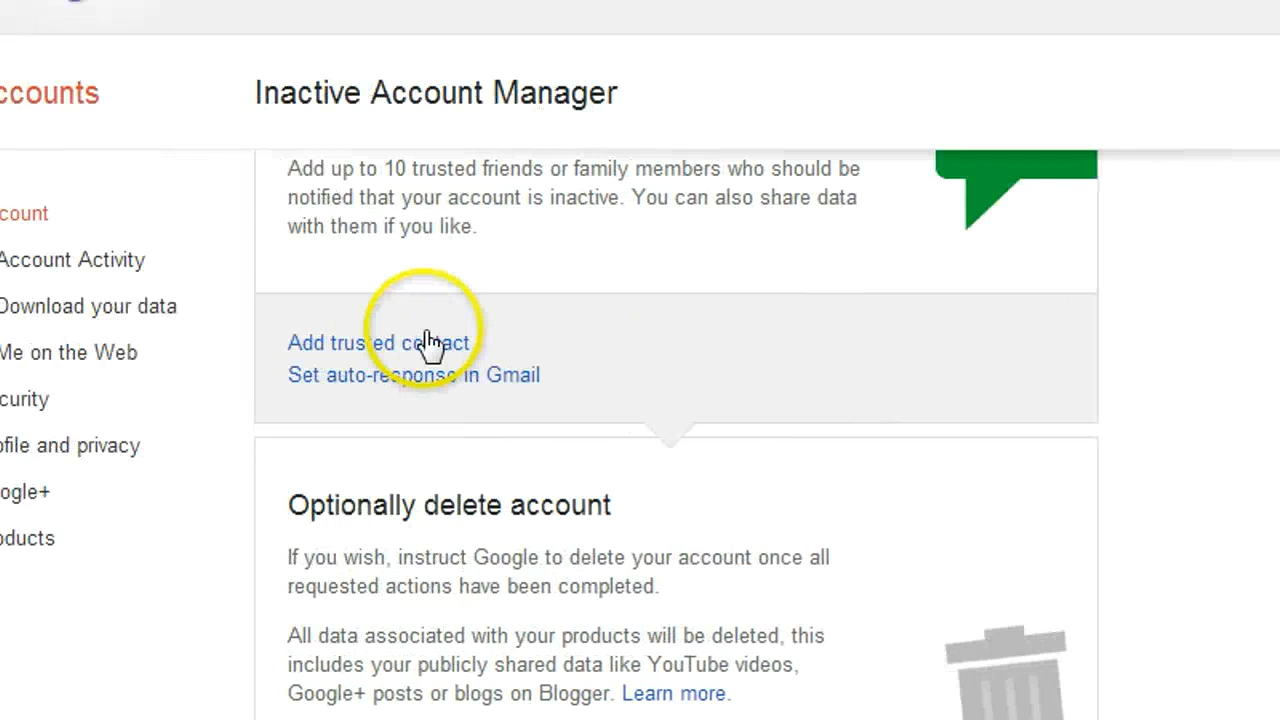 ccounts
Inactive Account Manager
Add up to 10 trusted friends or family members who should be
notified that your account is inactive. You can also share data
with them if you like.
count
Account Activity
Download your data
Me on the Web
curity
ofile and privacy
ogle+
oducts
Add trusted contact
Set auto-response in Gmail
Optionally delete account
If you wish, instruct Google to delete your account once all
requested actions have been completed.
All data associated with your products will be deleted, this
includes your publicly shared data like YouTube videos,
Google+ posts or blogs on Blogger. Learn more.